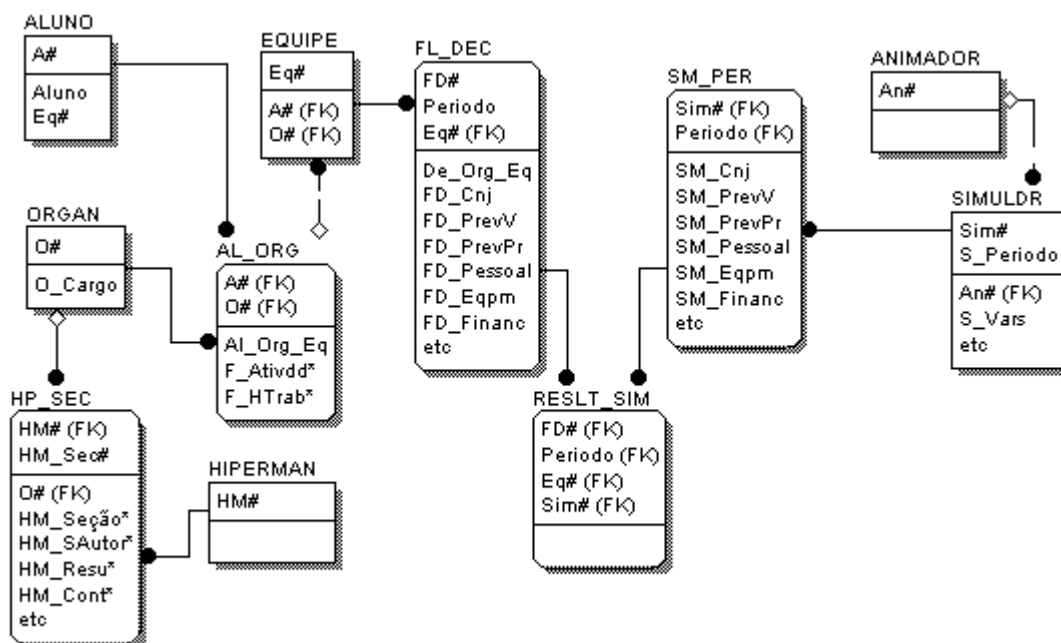 ALUNO
A#
Aluno
Eq#
EQUIPE
Eq#
A# (FK)
O# (FK)
FL_DEC
FD#
Periodo
Eq# (FK)
De_Org_Eq
FD_Cnj
FD_PrevV
FD_PrevPr
FD_Pessoal
FD_Eqpm
FD_Financ
etc
SM_PER
Sim# (FK)
Periodo (FK)
SM_Cnj
SM_PrevV
SM_PrevPr
SM_Pessoal
SM_Eqpm
SM_Financ
etc
ANIMADOR
An#
SIMULDR
Sim#
S_Periodo
An# (FK)
S_Vars
etc
ORGAN
O#
O_Cargo
AL_ORG
A# (FK)
O# (FK)
Al_Org_Eq
F_Ativdd*
F_HTrab*
HP_SEC
HM# (FK)
HM_Sec#
O# (FK)
HM_Seção*
HM_SAutor*
HM_Resu*
HM_Cont*
etc
HIPERMAN
HM#
RESLT_SIM
FD# (FK)
Periodo (FK)
Eq# (FK)
Sim# (FK)